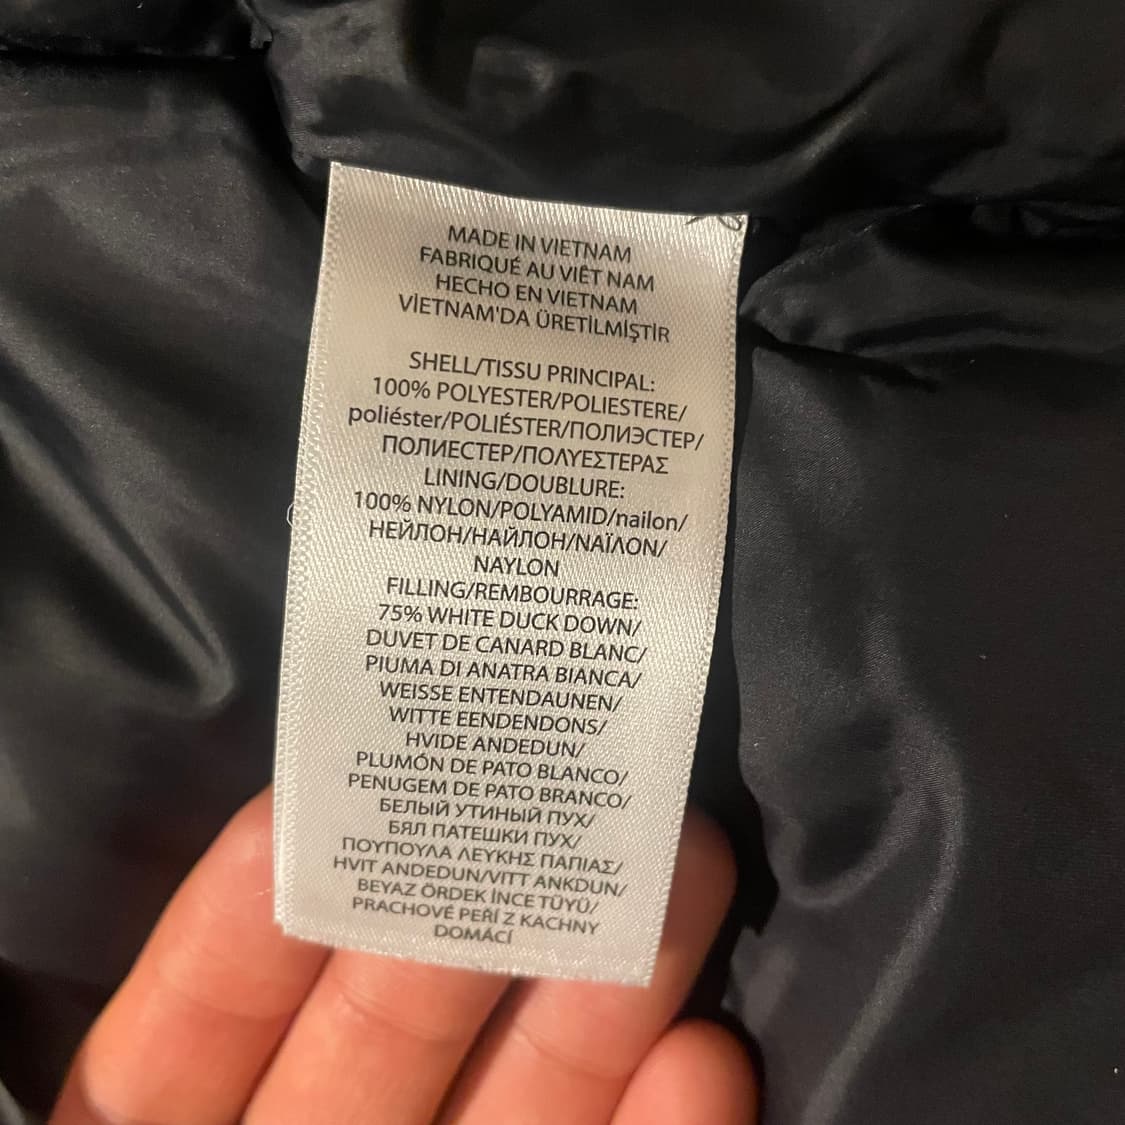 MADE IN VIETNAM
FABRIQUÉ AU VIÊT NAM
HECHO EN VIETNAM
VİETNAM'DA ÜRETİLMİŞTİR
SHELL/TISSU PRINCIPAL:
100% POLYESTER/POLIESTERE/
poliéster/POLIÉSTER/ПОЛИЭСТЕР/
ПОЛИЕСТЕР/ΠΟΛΥΕΣΤΕΡΑΣ
LINING/DOUBLURE:
100% NYLON/POLYAMID/nailon/
НЕЙЛОН/НАЙЛОН/ΝΑΪΛΟΝ/
NAYLON
FILLING/REMBOURRAGE:
75% WHITE DUCK DOWN/
DUVET DE CANARD BLANC/
PIUMA DI ANATRA BIANCA/
WEISSE ENTENDAUNEN/
WITTE EENDENDONS/
HVIDE ANDEDUN/
PLUMÓN DE PATO BLANCO/
PENUGEM DE PATO BRANCO/
БЕЛЫЙ УТИНЫЙ ПУХ/
БЯЛ ПАТЕШКИ ПУХ/
ΠΟΥΠΟΥΛΑ ΛΕΥΚΗΣ ΠΑΠΙΑΣ/
HVIT ANDEDUN/VITT ANKDUN/
BEYAZ ÖRDEK İNCE TÜYÜ/
PRACHOVÉ PEŘÍ Z KACHNY
DOMÁCÍ